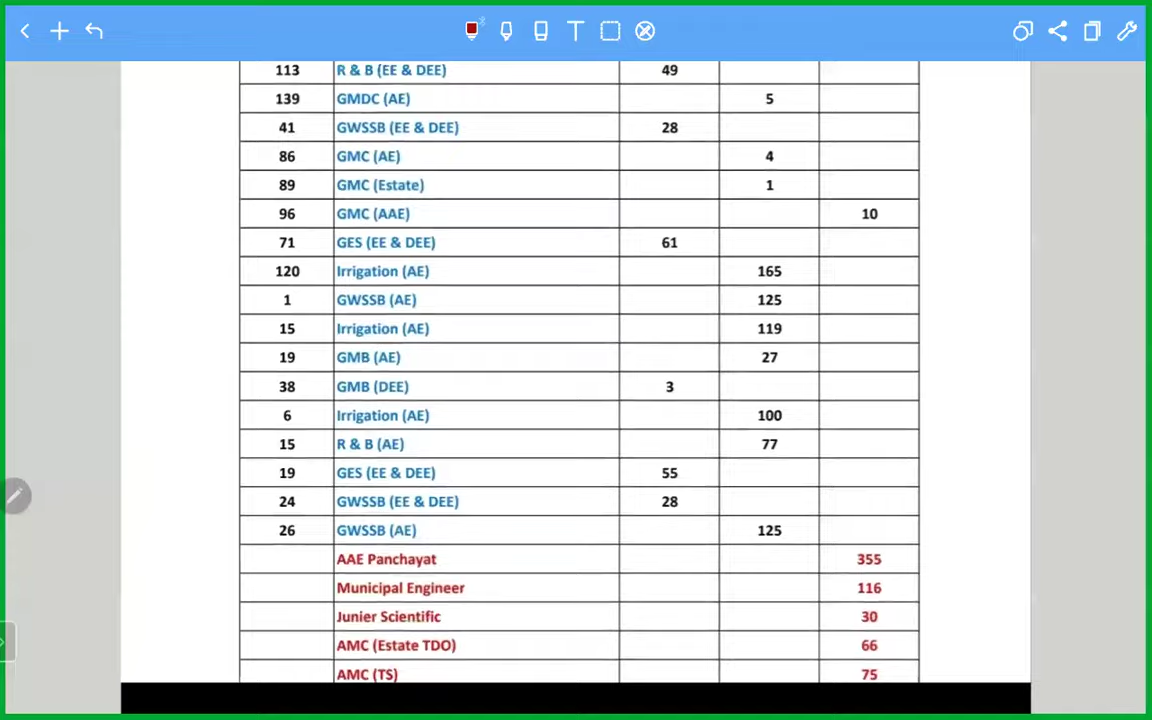 T
113 R & B (EE & DEE) 49
139 GMDC (AE) 5
41 GWSSB (EE & DEE) 28
86 GMC (AE) 4
89 GMC (Estate) 1
96 GMC (AAE) 10
71 GES (EE & DEE) 61
120 Irrigation (AE) 165
1 GWSSB (AE) 125
15 Irrigation (AE) 119
19 GMB (AE) 27
38 GMB (DEE) 3
6 Irrigation (AE) 100
15 R & B (AE) 77
19 GES (EE & DEE) 55
24 GWSSB (EE & DEE) 28
26 GWSSB (AE) 125
AAE Panchayat 355
Municipal Engineer 116
Junier Scientific 30
AMC (Estate TDO) 66
AMC (TS) 75